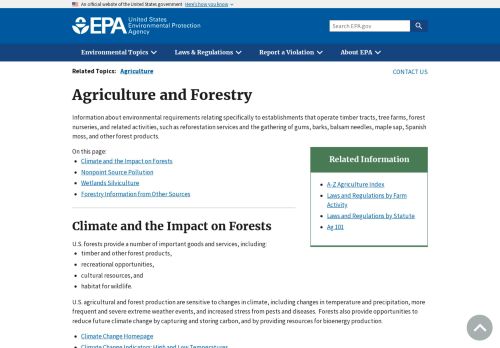 An official website of the United States government Here's how you know
EPA United States
Environmental Protection
Agency
Search EPA.gov
Environmental Topics Laws & Regulations Report a Violation About EPA
Related Topics: Agriculture CONTACT US
Agriculture and Forestry
Information about environmental requirements relating specifically to establishments that operate timber tracts, tree farms, forest
nurseries, and related activities, such as reforestation services and the gathering of gums, barks, balsam needles, maple sap, Spanish
moss, and other forest products.
On this page:
Climate and the Impact on Forests
Nonpoint Source Pollution
Wetlands Silviculture
Forestry Information from Other Sources
Related Information
A-Z Agriculture Index
Laws and Regulations by Farm
Activity
Laws and Regulations by Statute
Ag 101
Climate and the Impact on Forests
U.S. forests provide a number of important goods and services, including:
timber and other forest products,
recreational opportunities,
cultural resources, and
habitat for wildlife.
U.S. agricultural and forest production are sensitive to changes in climate, including changes in temperature and precipitation, more
frequent and severe extreme weather events, and increased stress from pests and diseases. Forests also provide opportunities to
reduce future climate change by capturing and storing carbon, and by providing resources for bioenergy production.
Climate Change Homepage
Climate Change Indicators: High and Low Temperatures